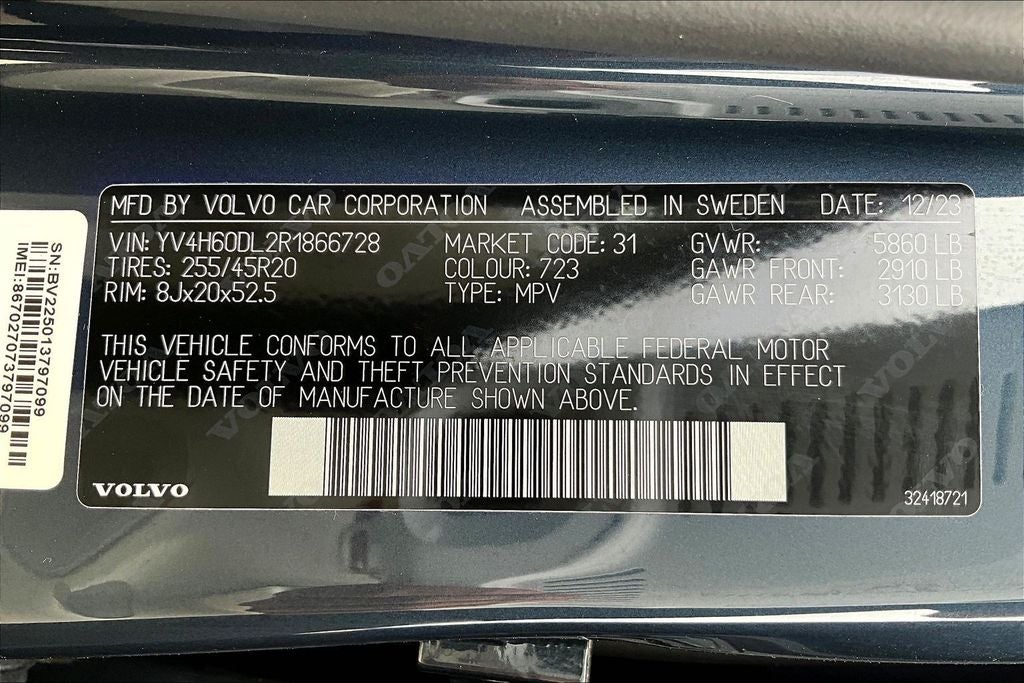 MFD BY VOLVO CAR CORPORATION ASSEMBLED IN SWEDEN DATE: 12/23
VIN: YV4H60DL2R1866728 MARKET CODE: 31 GVWR: 5860 LB
TIRES: 255/45R20 COLOUR: 723 GAWR FRONT: 2910 LB
RIM: 8Jx20x52.5 TYPE: MPV GAWR REAR: 3130 LB
THIS VEHICLE CONFORMS TO ALL APPLICABLE FEDERAL MOTOR
VEHICLE SAFETY AND THEFT PREVENTION STANDARDS IN EFFECT
ON THE DATE OF MANUFACTURE SHOWN ABOVE.
VOLVO
32418721
SN:BV225013797099
IMEI:867027073797099